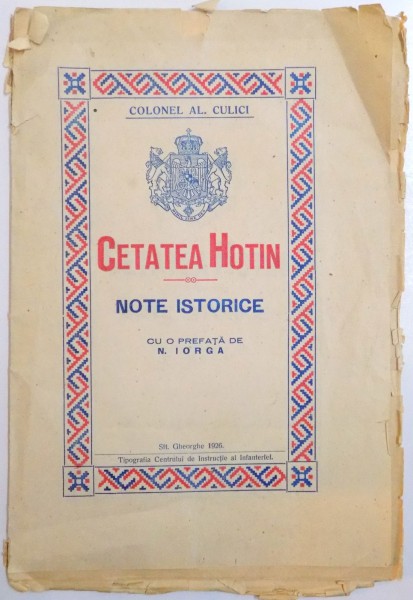 COLONEL AL. CULICI
CETATEA HOTIN
NOTE ISTORICE
CU O PREFAȚĂ DE
N. IORGA
Sft. Gheorghe 1926.
Tipografia Centrului de Instrucție al Infanteriei.